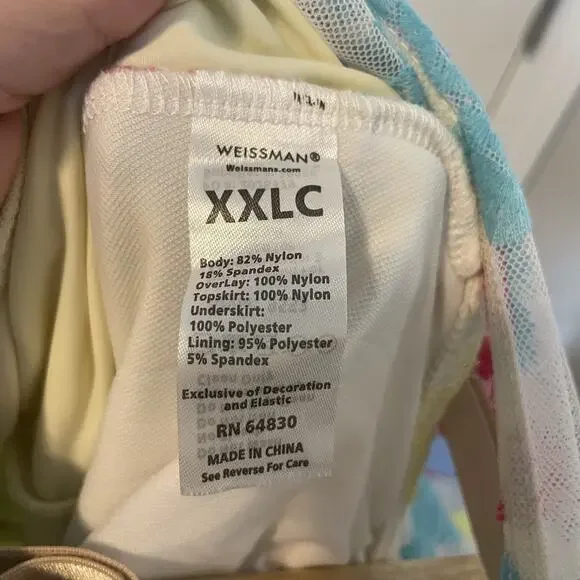 WEISSMAN®
Weissmans.com
XXLC
Body: 82% Nylon
18% Spandex
OverLay: 100% Nylon
Topskirt: 100% Nylon
Underskirt:
100% Polyester
Lining: 95% Polyester
5% Spandex
Exclusive of Decoration
and Elastic
RN 64830
MADE IN CHINA
See Reverse For Care